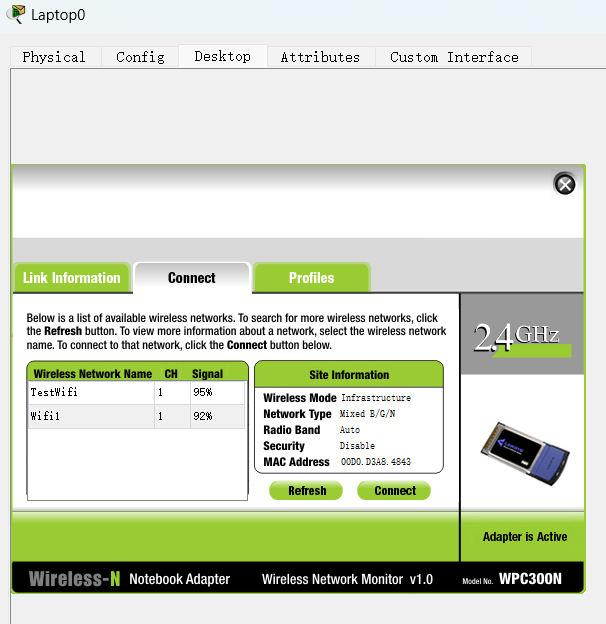 Laptop0
Physical Config Desktop Attributes Custom Interface
Link Information Connect Profiles
Below is a list of available wireless networks. To search for more wireless networks, click
the Refresh button. To view more information about a network, select the wireless network
name. To connect to that network, click the Connect button below.
2.4GHz
Wireless Network Name CH Signal
TestWifi 1 95%
Wifi1 1 92%
Site Information
Wireless Mode Infrastructure
Network Type Mixed B/G/N
Radio Band Auto
Security Disable
MAC Address 00D0.D3A8.4843
Refresh Connect
Adapter is Active
Wireless-N Notebook Adapter Wireless Network Monitor v1.0 Model No. WPC300N